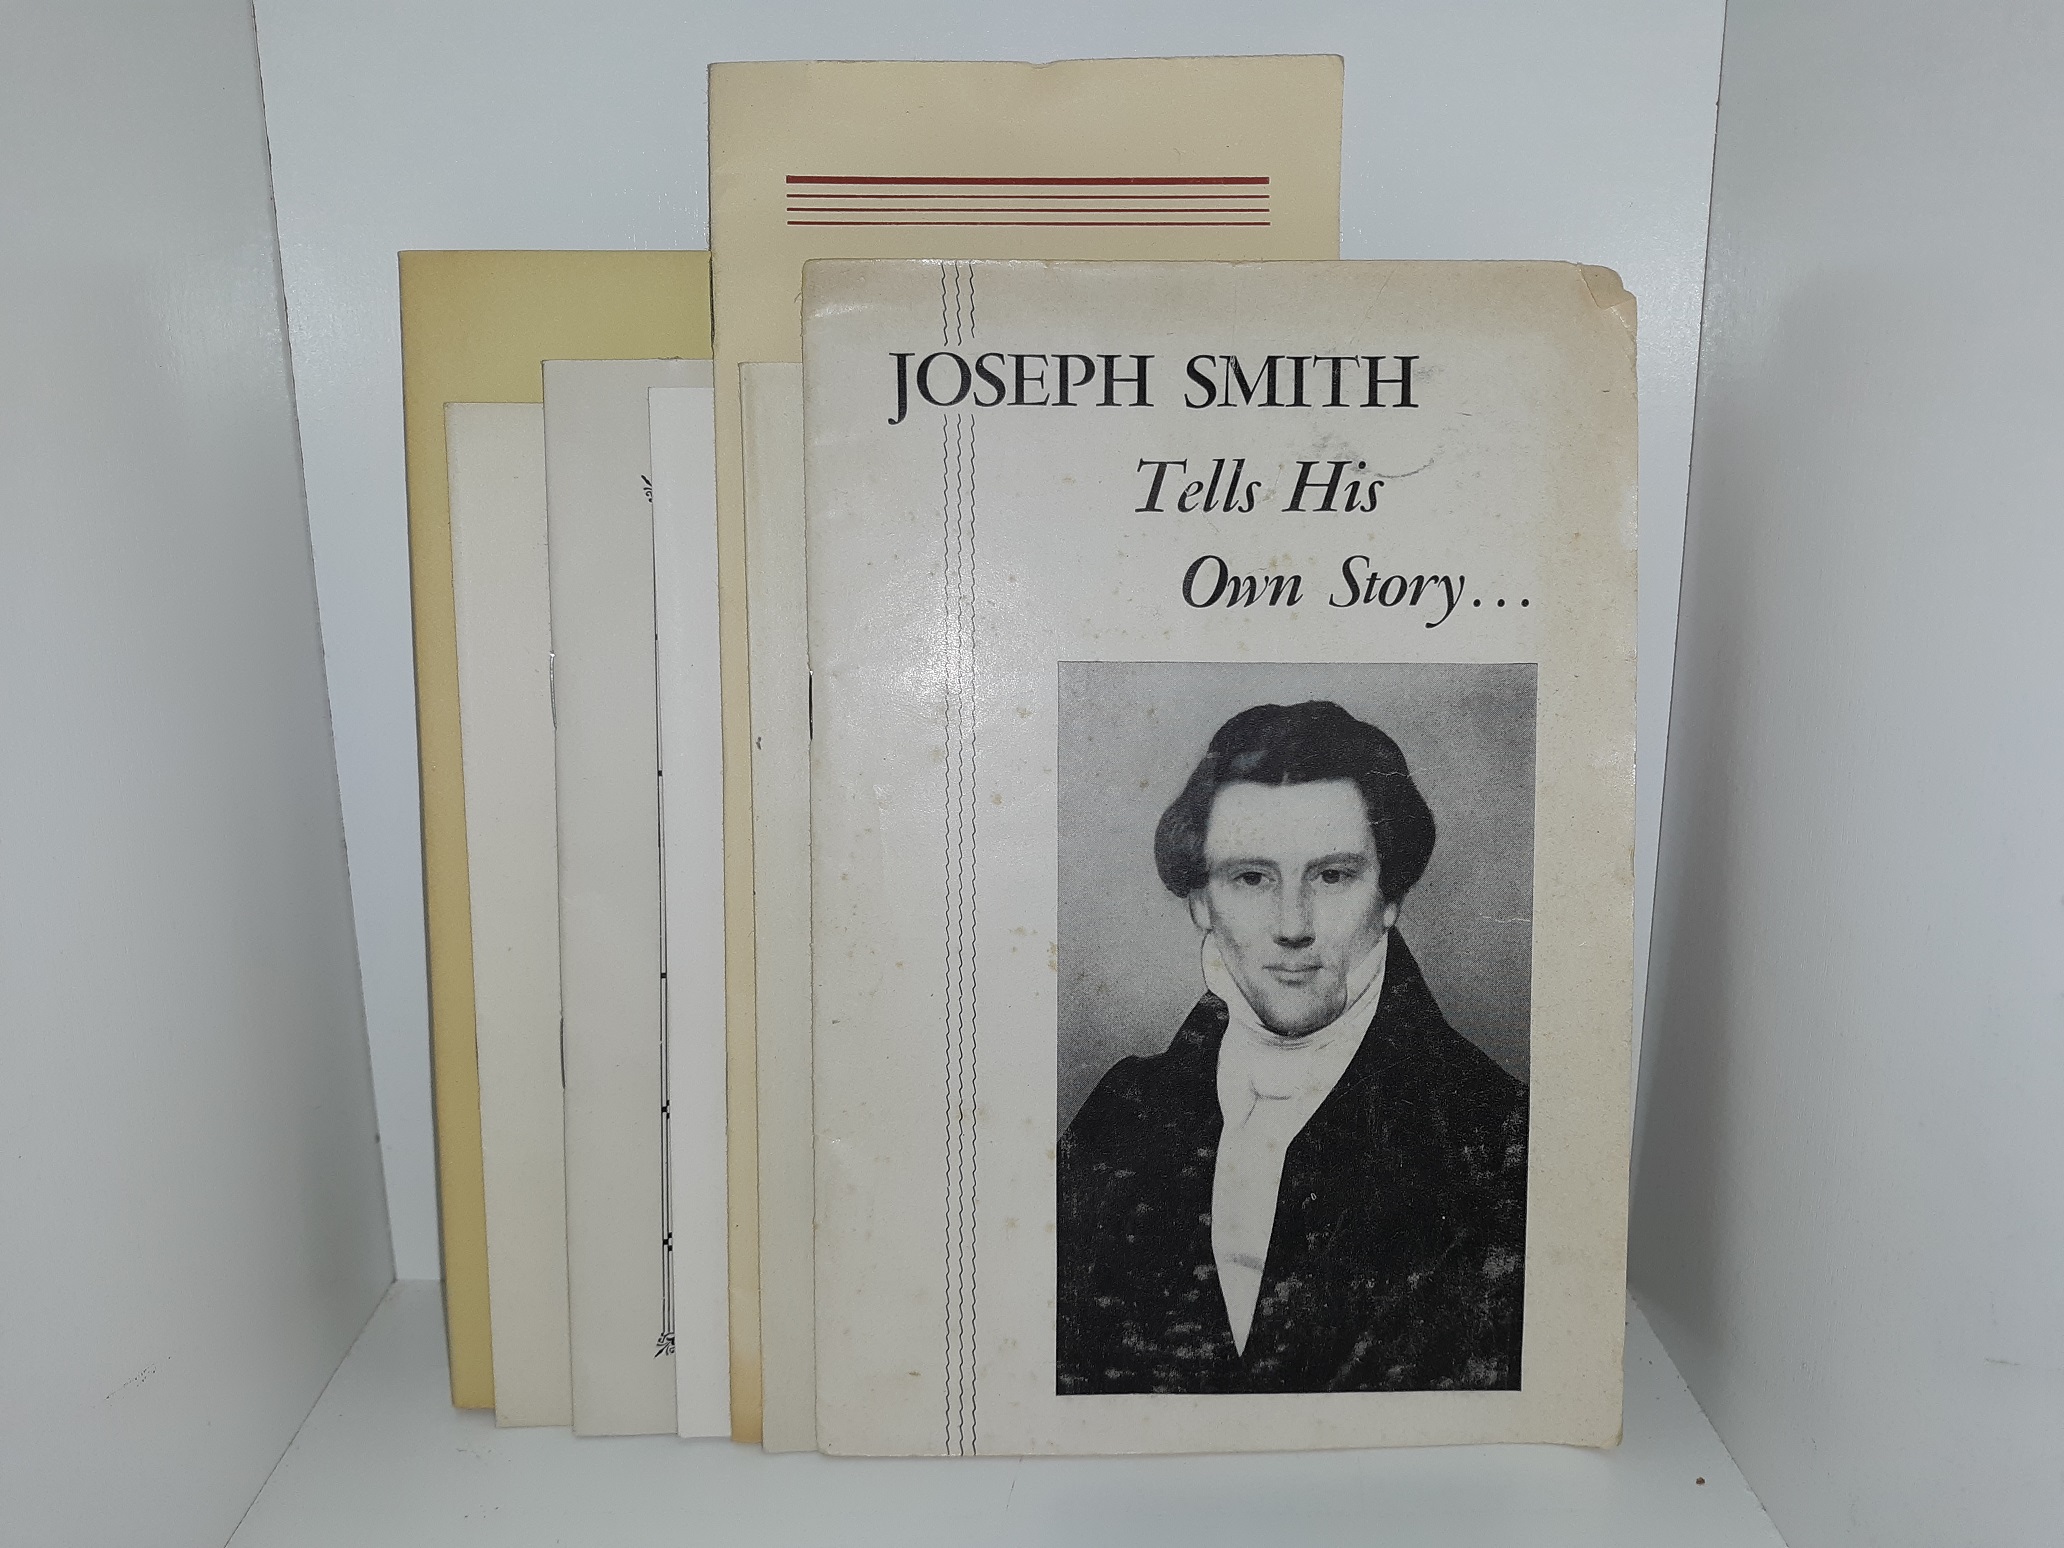 JOSEPH SMITH
Tells His
Own Story...